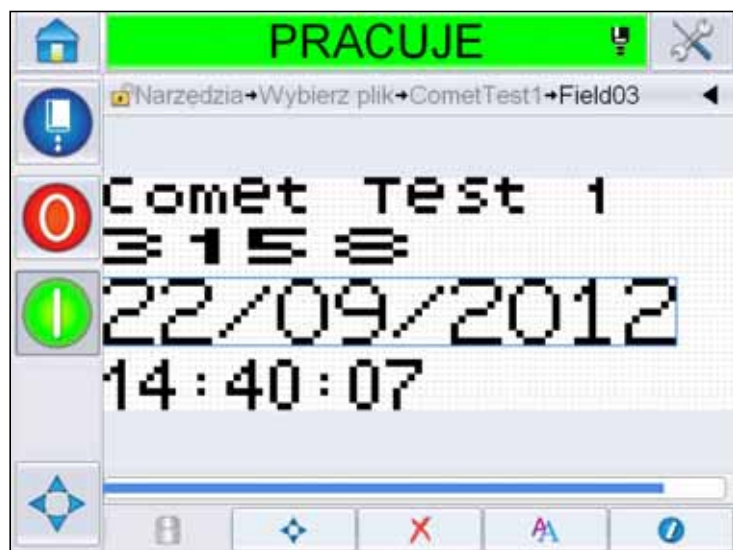 PRACUJE
Narzędzia→Wybierz plik→CometTest1→Field03
Comet Test 1
3158
22/09/2012
14:40:07